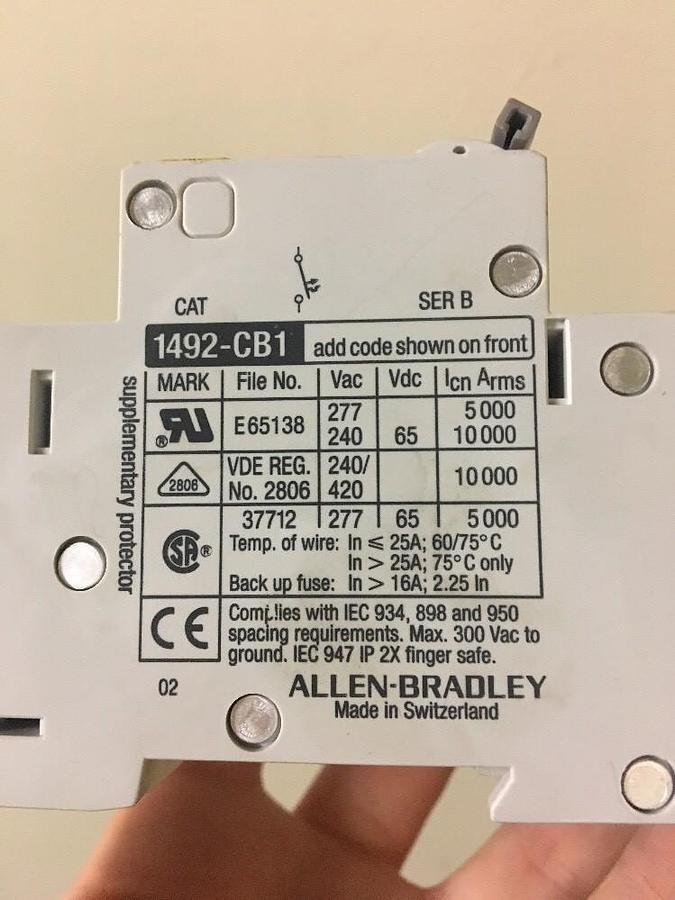 CAT SER B
1492-CB1 add code shown on front
MARK File No. Vac Vdc Icn Arms
RU® E65138 277 5 000
240 65 10 000
2806 VDE REG. 240/ 10 000
No. 2806 420
37712 277 65 5 000
SA® Temp. of wire: In ≤ 25A; 60/75°C
In > 25A; 75°C only
Back up fuse: In > 16A; 2.25 In
CE Complies with IEC 934, 898 and 950
spacing requirements. Max. 300 Vac to
ground. IEC 947 IP 2X finger safe.
supplementary protector
02 ALLEN-BRADLEY
Made in Switzerland